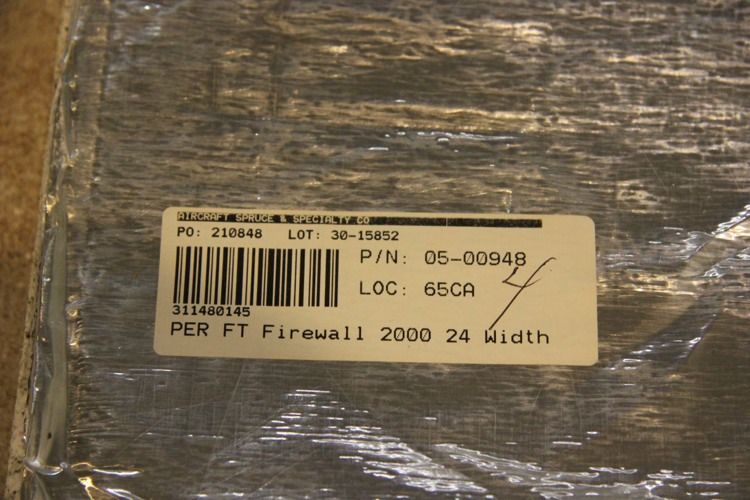 AIRCRAFT SPRUCE & SPECIALTY CO
PO: 210848 LOT: 30-15852
P/N: 05-00948
LOC: 65CA
4
311480145
PER FT Firewall 2000 24 Width